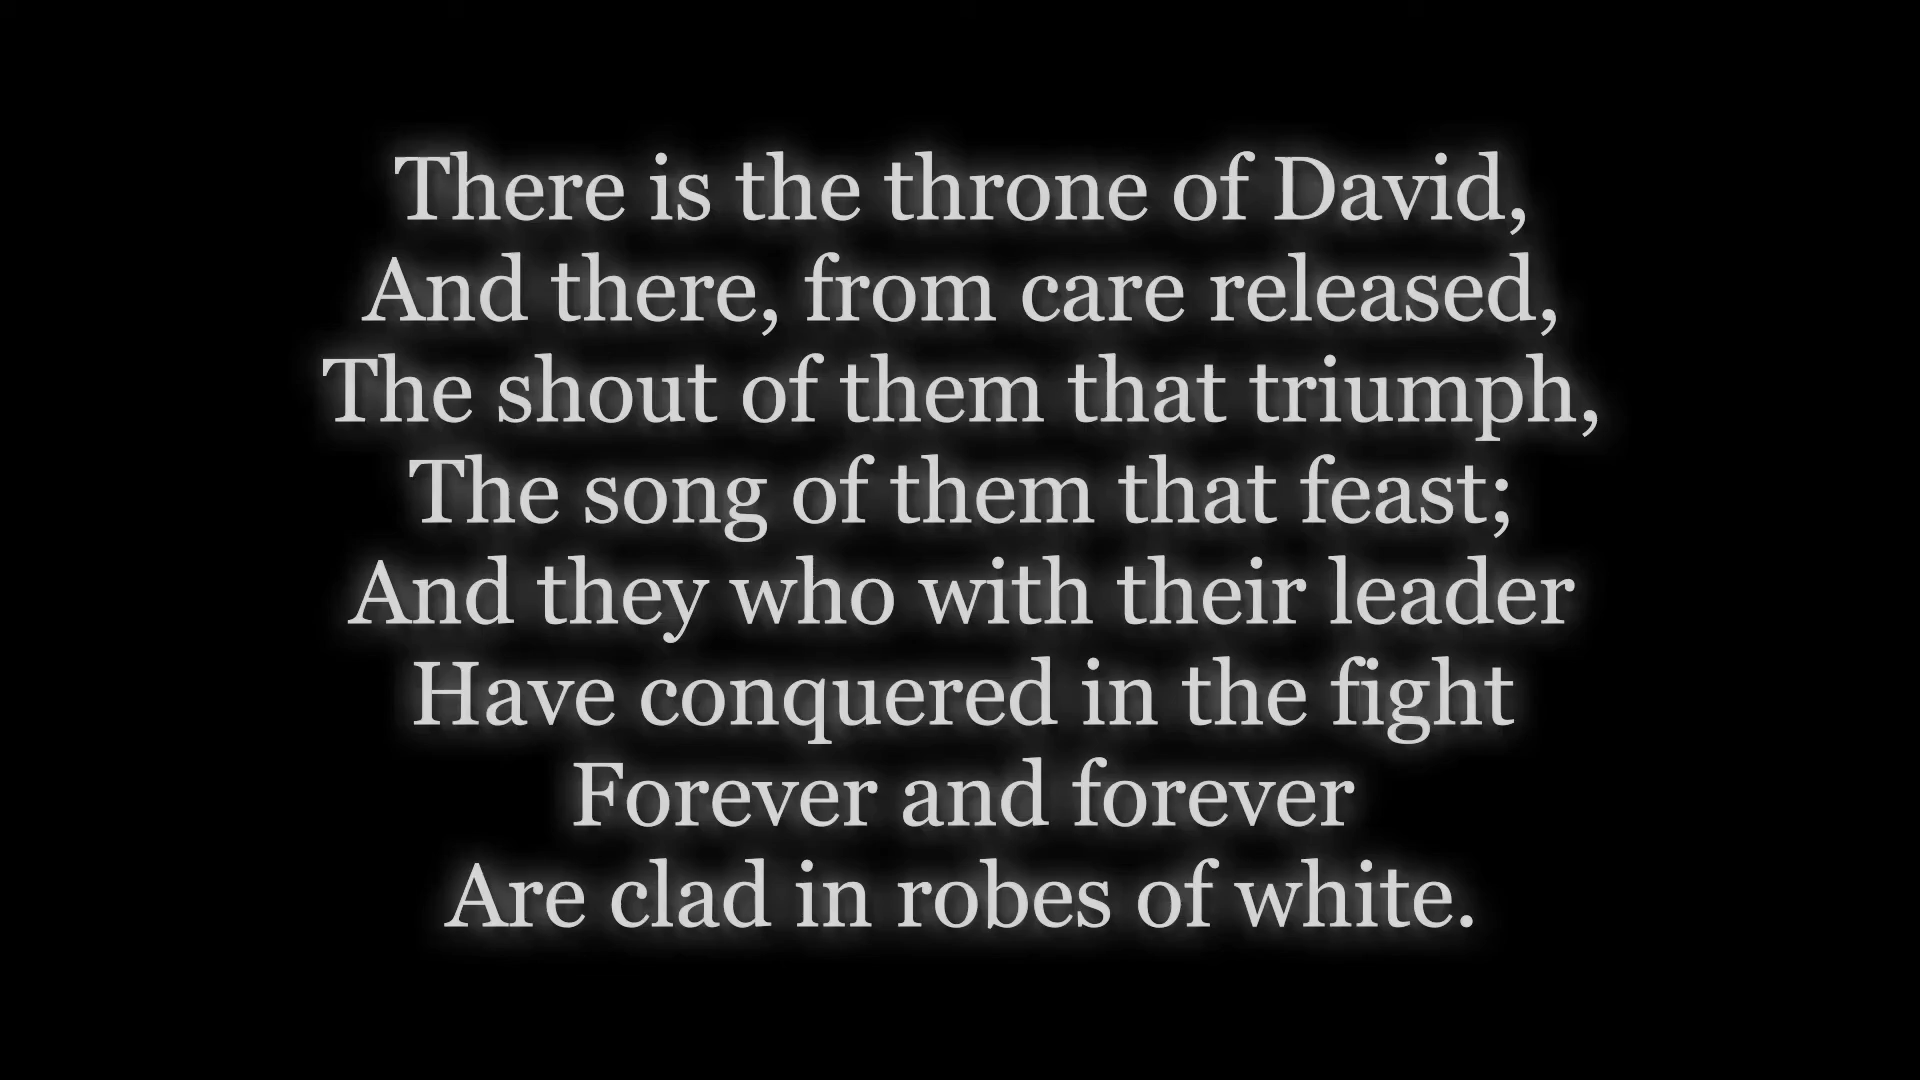 There is the throne of David,
And there, from care released,
The shout of them that triumph,
The song of them that feast;
And they who with their leader
Have conquered in the fight
Forever and forever
Are clad in robes of white.